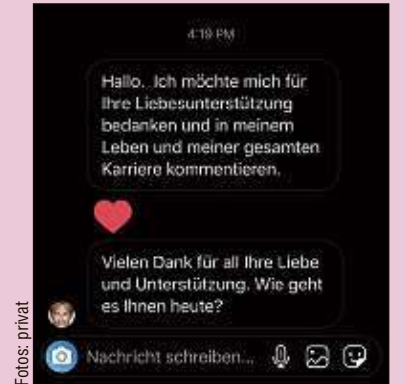 4:19 PM
Hallo. Ich möchte mich für
Ihre Liebesunterstützung
bedanken und in meinem
Leben und meiner gesamten
Karriere kommentieren.
Vielen Dank für all Ihre Liebe
und Unterstützung. Wie geht
es Ihnen heute?
Nachricht schreiben...
Fotos: privat